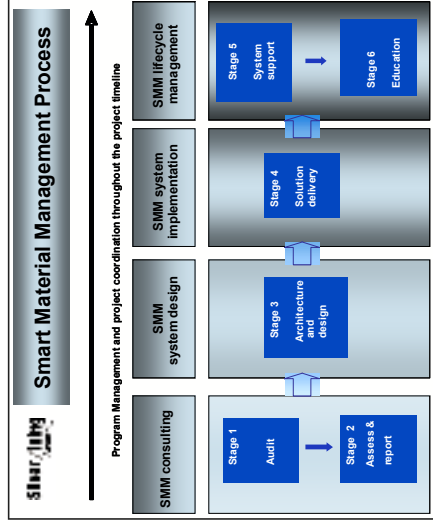 Smart Material Management Process
Program Management and project coordination throughout the project timeline
SMM consulting
SMM
system design
SMM system
implementation
SMM lifecycle
management
Stage 1
Audit
Stage 2
Assess &
report
Stage 3
Architecture
and
design
Stage 4
Solution
delivery
Stage 5
System
support
Stage 6
Education